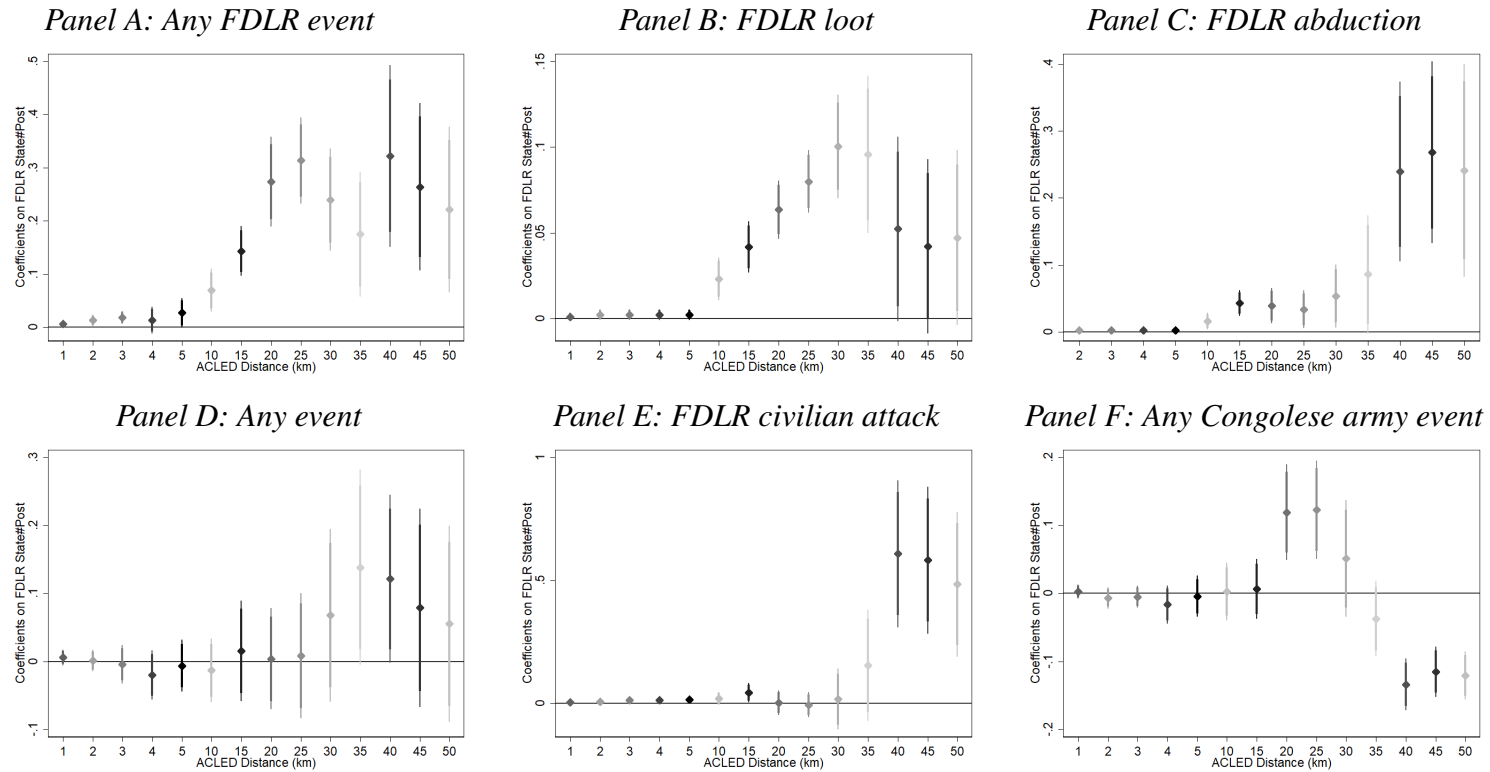 Panel A: Any FDLR event
Panel B: FDLR loot
Panel C: FDLR abduction
Coefficients on FDLR State#Post
0 .1 .2 .3 .4 .5
1 2 3 4 5 10 15 20 25 30 35 40 45 50
ACLED Distance (km)
Coefficients on FDLR State#Post
0 .05 .1 .15
1 2 3 4 5 10 15 20 25 30 35 40 45 50
ACLED Distance (km)
Coefficients on FDLR State#Post
0 .1 .2 .3 .4
2 3 4 5 10 15 20 25 30 35 40 45 50
ACLED Distance (km)
Panel D: Any event
Panel E: FDLR civilian attack
Panel F: Any Congolese army event
Coefficients on FDLR State#Post
-.1 0 .1 .2 .3
1 2 3 4 5 10 15 20 25 30 35 40 45 50
ACLED Distance (km)
Coefficients on FDLR State#Post
0 .5 1
1 2 3 4 5 10 15 20 25 30 35 40 45 50
ACLED Distance (km)
Coefficients on FDLR State#Post
-.2 -.1 0 .1 .2
1 2 3 4 5 10 15 20 25 30 35 40 45 50
ACLED Distance (km)